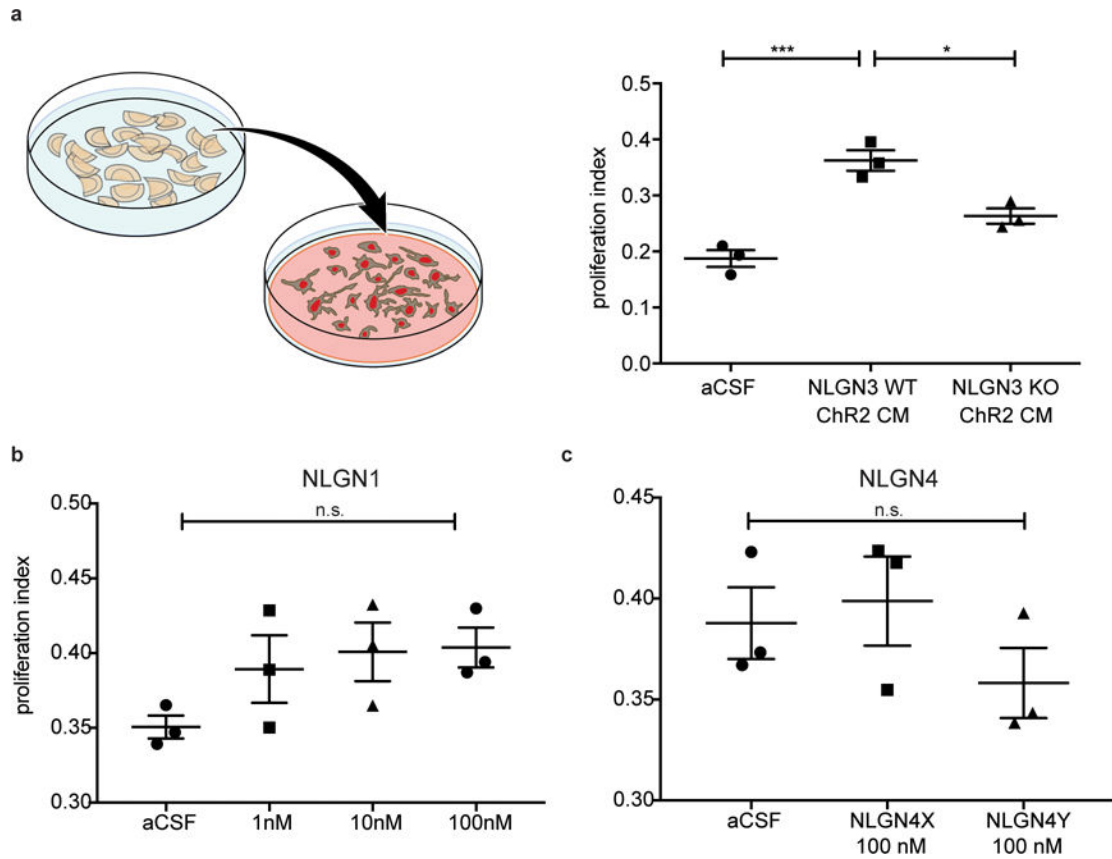 a
*** *
0.5
0.4
0.3
0.2
0.1
0.0
proliferation index
aCSF NLGN3 WT NLGN3 KO
ChR2 CM ChR2 CM
b
NLGN1
0.50
0.45
0.40
0.35
0.30
proliferation index
n.s.
aCSF 1nM 10nM 100nM
c
NLGN4
0.45
0.40
0.35
0.30
n.s.
aCSF NLGN4X NLGN4Y
100 nM 100 nM